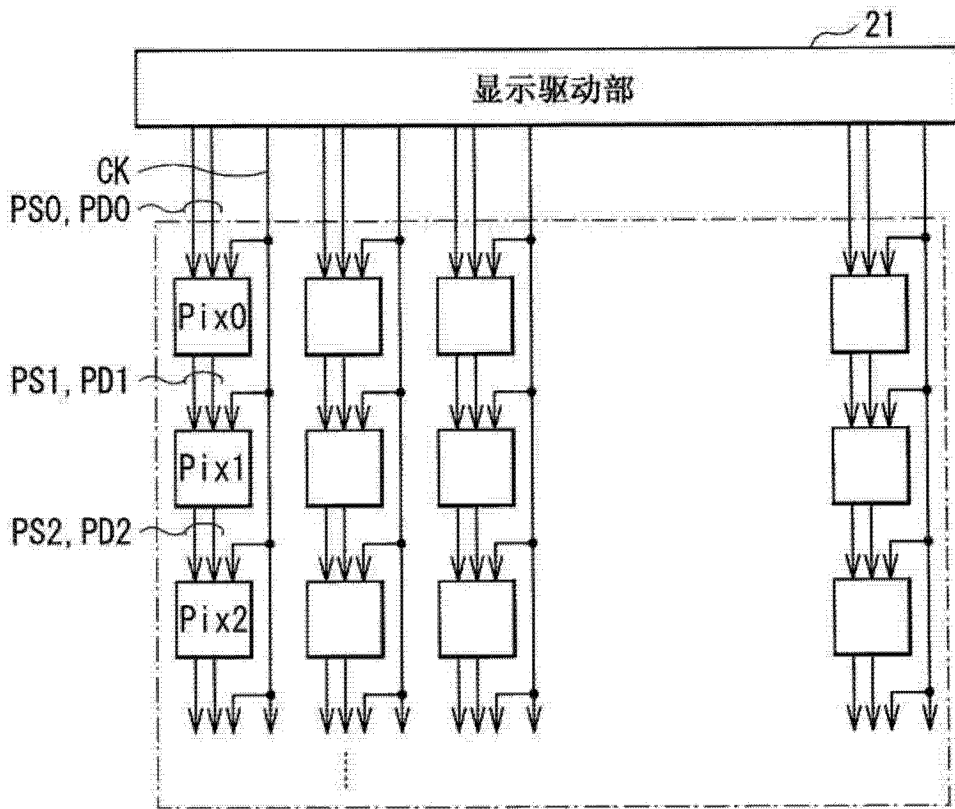 21
显示驱动部
CK
PS0, PD0
Pix0
PS1, PD1
Pix1
PS2, PD2
Pix2